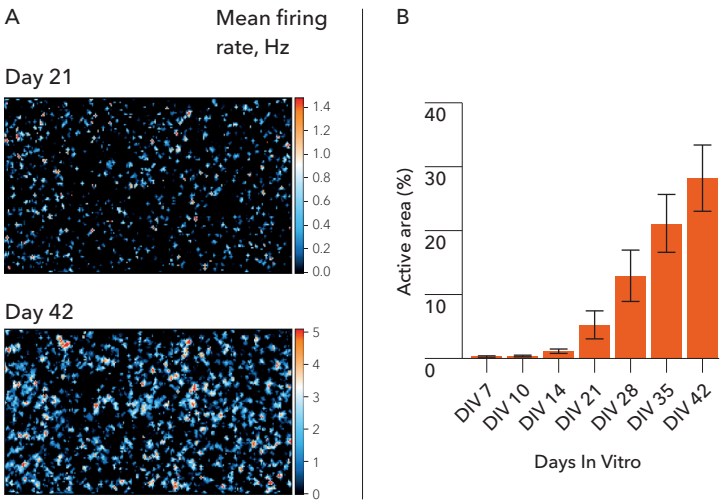 A
Mean firing
rate, Hz
Day 21
1.4
1.2
1.0
0.8
0.6
0.4
0.2
0.0
Day 42
5
4
3
2
1
0
B
Active area (%)
40
30
20
10
0
DIV 7
DIV 10
DIV 14
DIV 21
DIV 28
DIV 35
DIV 42
Days In Vitro